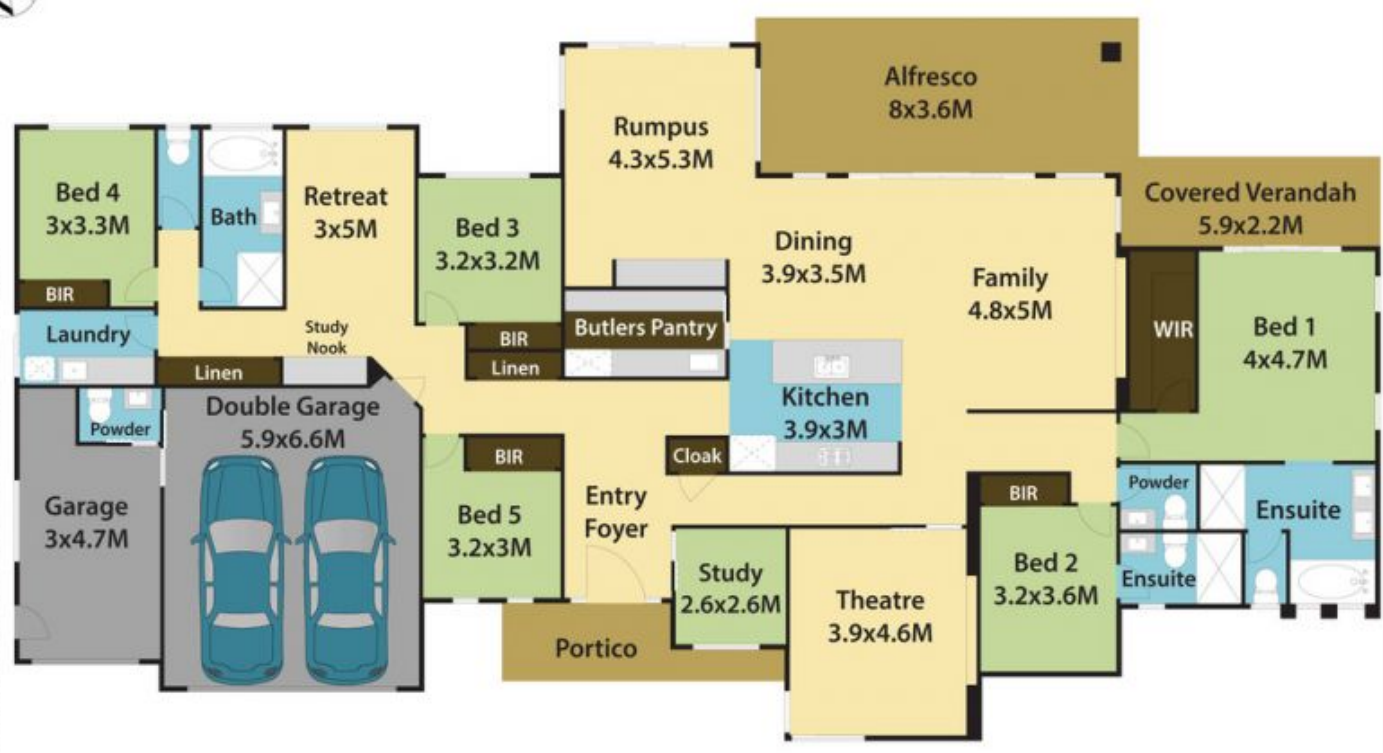 Alfresco
8x3.6M
Rumpus
4.3x5.3M
Bed 4
3x3.3M
BIR
Bath
Retreat
3x5M
Bed 3
3.2x3.2M
BIR
Linen
Dining
3.9x3.5M
Family
4.8x5M
Covered Verandah
5.9x2.2M
WIR
Bed 1
4x4.7M
Laundry
Study
Nook
Linen
Butlers Pantry
Kitchen
3.9x3M
Powder
Double Garage
5.9x6.6M
Garage
3x4.7M
BIR
Bed 5
3.2x3M
Cloak
Entry
Foyer
Study
2.6x2.6M
Portico
Theatre
3.9x4.6M
BIR
Bed 2
3.2x3.6M
Powder
Ensuite
Ensuite